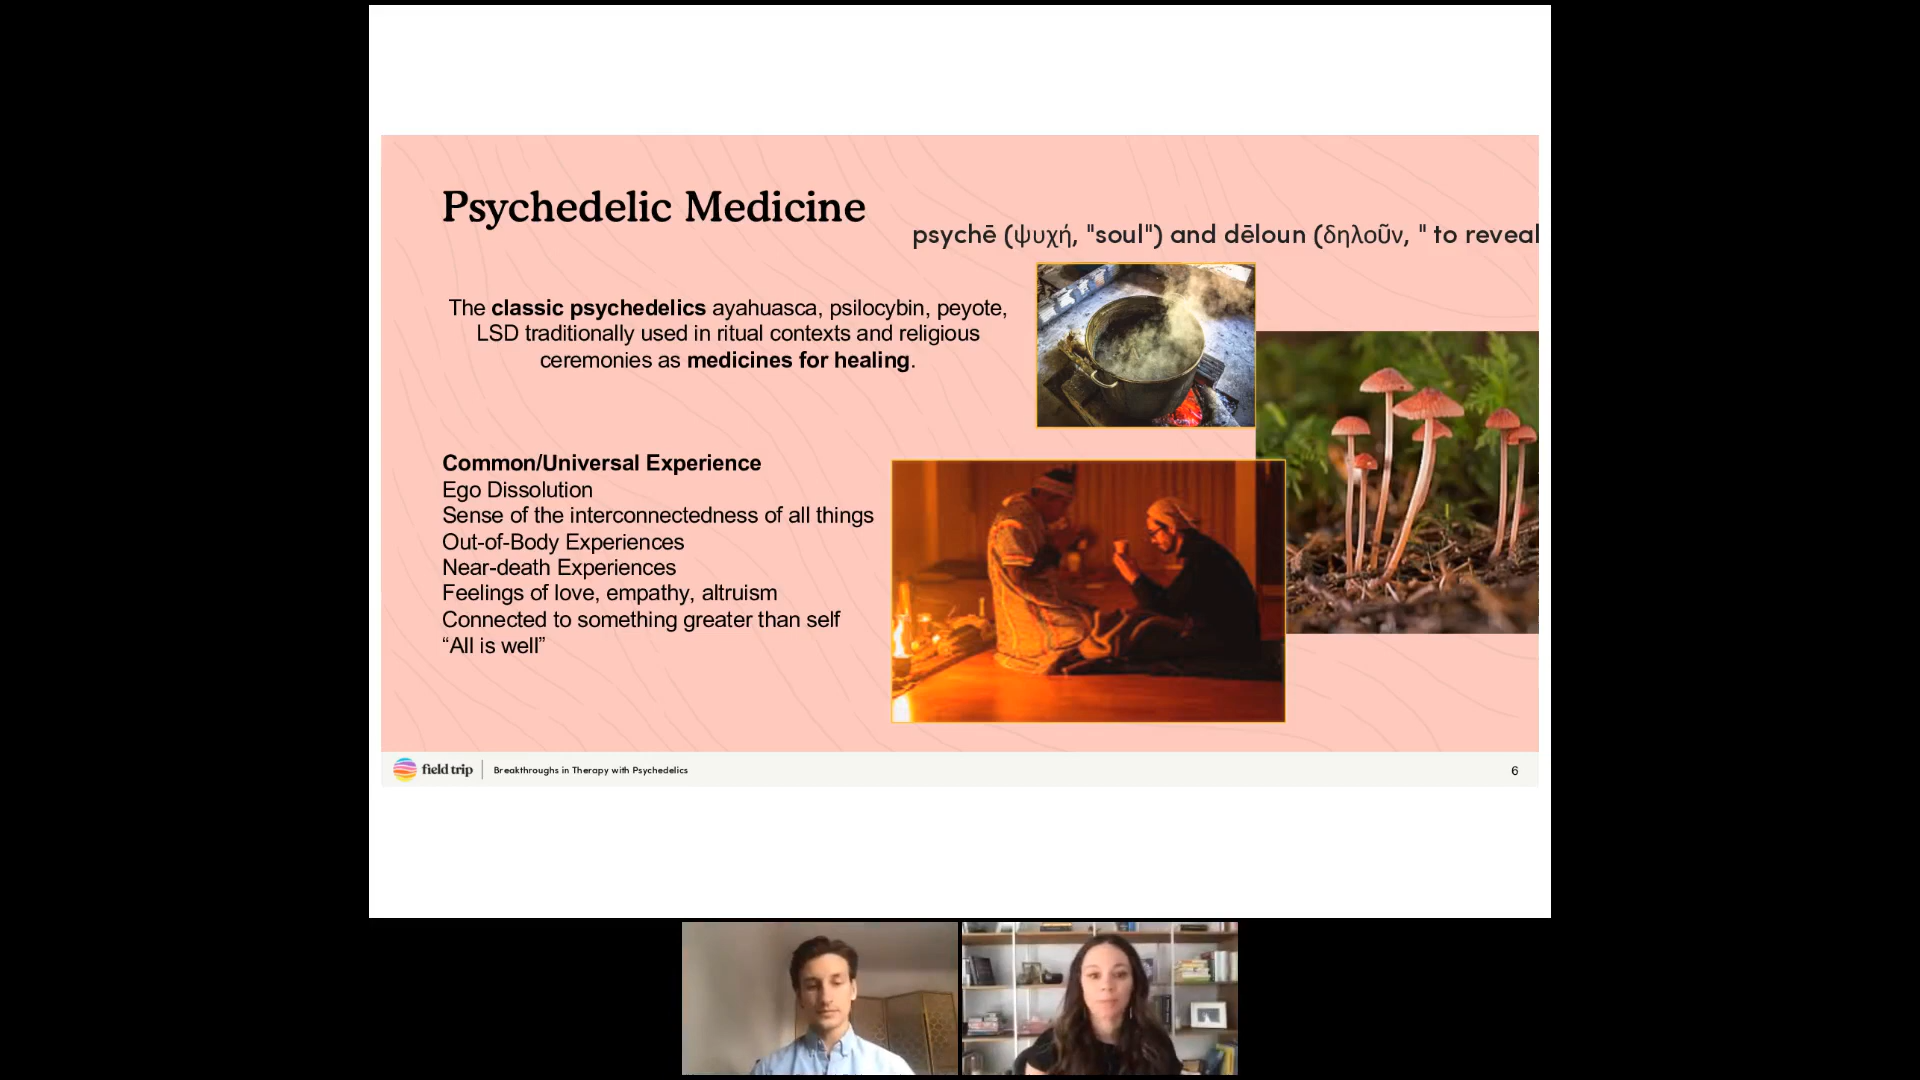 Psychedelic Medicine
psychē (ψυχή, "soul") and dēloun (δηλοῦν, " to reveal
The classic psychedelics ayahuasca, psilocybin, peyote,
LSD traditionally used in ritual contexts and religious
ceremonies as medicines for healing.
Common/Universal Experience
Ego Dissolution
Sense of the interconnectedness of all things
Out-of-Body Experiences
Near-death Experiences
Feelings of love, empathy, altruism
Connected to something greater than self
“All is well”
field trip
Breakthroughs in Therapy with Psychedelics
6